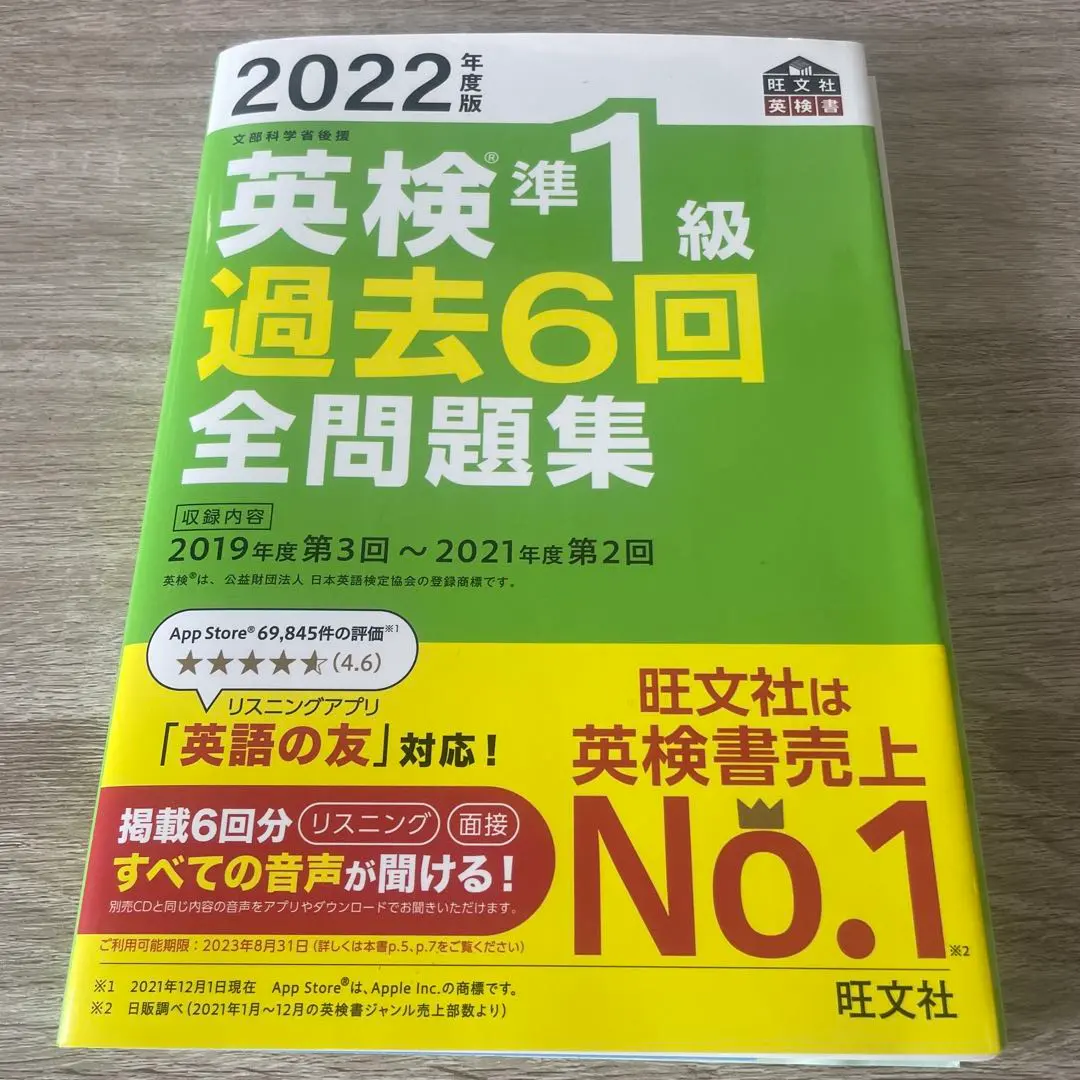 2022年度版
旺文社
英検書
文部科学省後援
英検®準1級
過去6回
全問題集
収録内容
2019年度 第3回 ~ 2021年度 第2回
英検®は、公益財団法人 日本英語検定協会の登録商標です。
App Store® 69,845件の評価※1
★★★★⯪(4.6)
リスニングアプリ
「英語の友」対応!
旺文社は
英検書売上
No.1※2
掲載6回分 リスニング 面接
すべての音声が聞ける!
別売CDと同じ内容の音声をアプリやダウンロードでお聞きいただけます。
ご利用可能期限:2023年8月31日(詳しくは本書p.5、p.7をご覧ください)
※1 2021年12月1日現在 App Store®は、Apple Inc.の商標です。
※2 日販調べ(2021年1月~12月の英検書ジャンル売上部数より)
旺文社